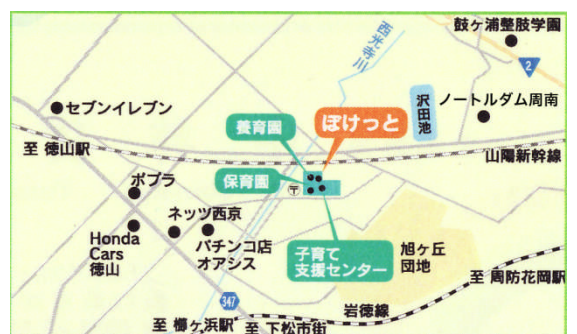 鼓ヶ浦整肢学園
2
西光寺川
沢田池
ノートルダム周南
セブンイレブン
養育園
ぽけっと
至 徳山駅
山陽新幹線
ポプラ
保育園
〒
ネッツ西京
Honda
Cars
徳山
パチンコ店
オアシス
子育て
支援センター
旭ヶ丘
団地
至 周防花岡駅
347
岩徳線
至 櫛ヶ浜駅
至 下松市街